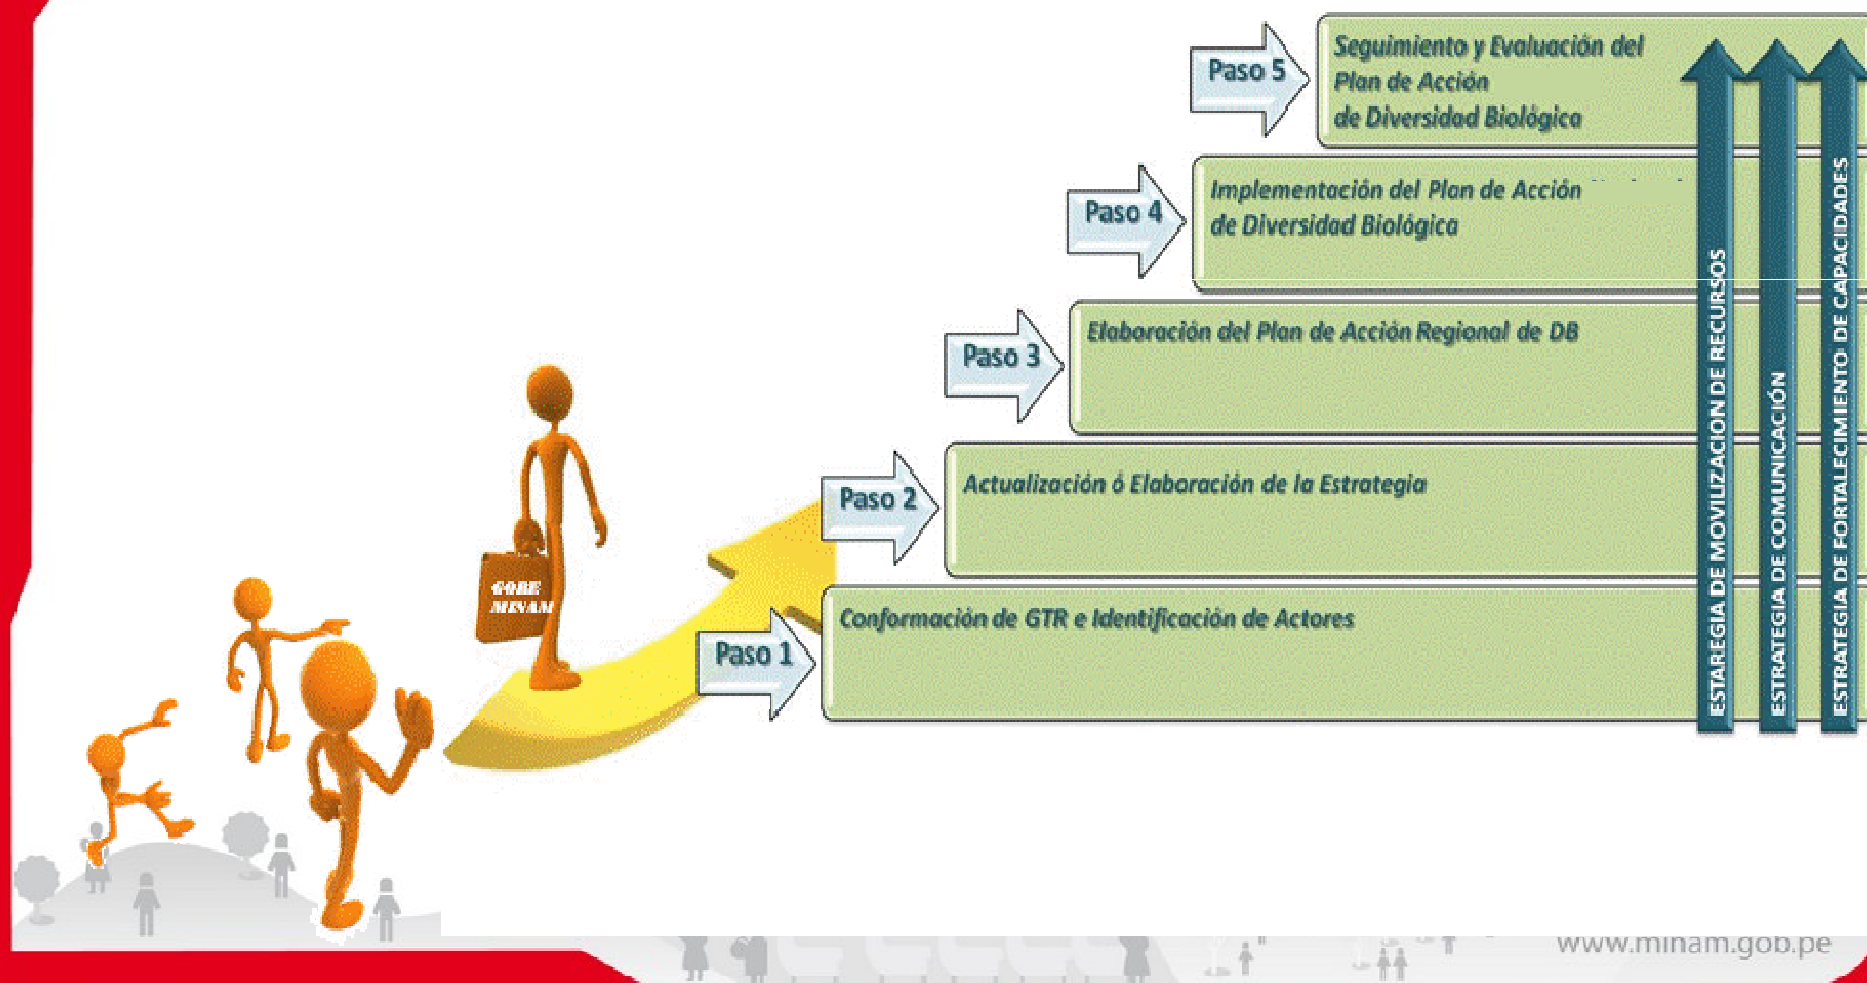 Paso 5
Seguimiento y Evaluación del
Plan de Acción
de Diversidad Biológica
Paso 4
Implementación del Plan de Acción
de Diversidad Biológica
Paso 3
Elaboración del Plan de Acción Regional de DB
Paso 2
Actualización ó Elaboración de la Estrategia
Paso 1
Conformación de GTR e Identificación de Actores
ESTAREGIA DE MOVILIZACION DE RECURSOS
ESTRATEGIA DE COMUNICACIÓN
ESTRATEGIA DE FORTALECIMIENTO DE CAPACIDADES
GORE
MINAM
www.minam.gob.pe